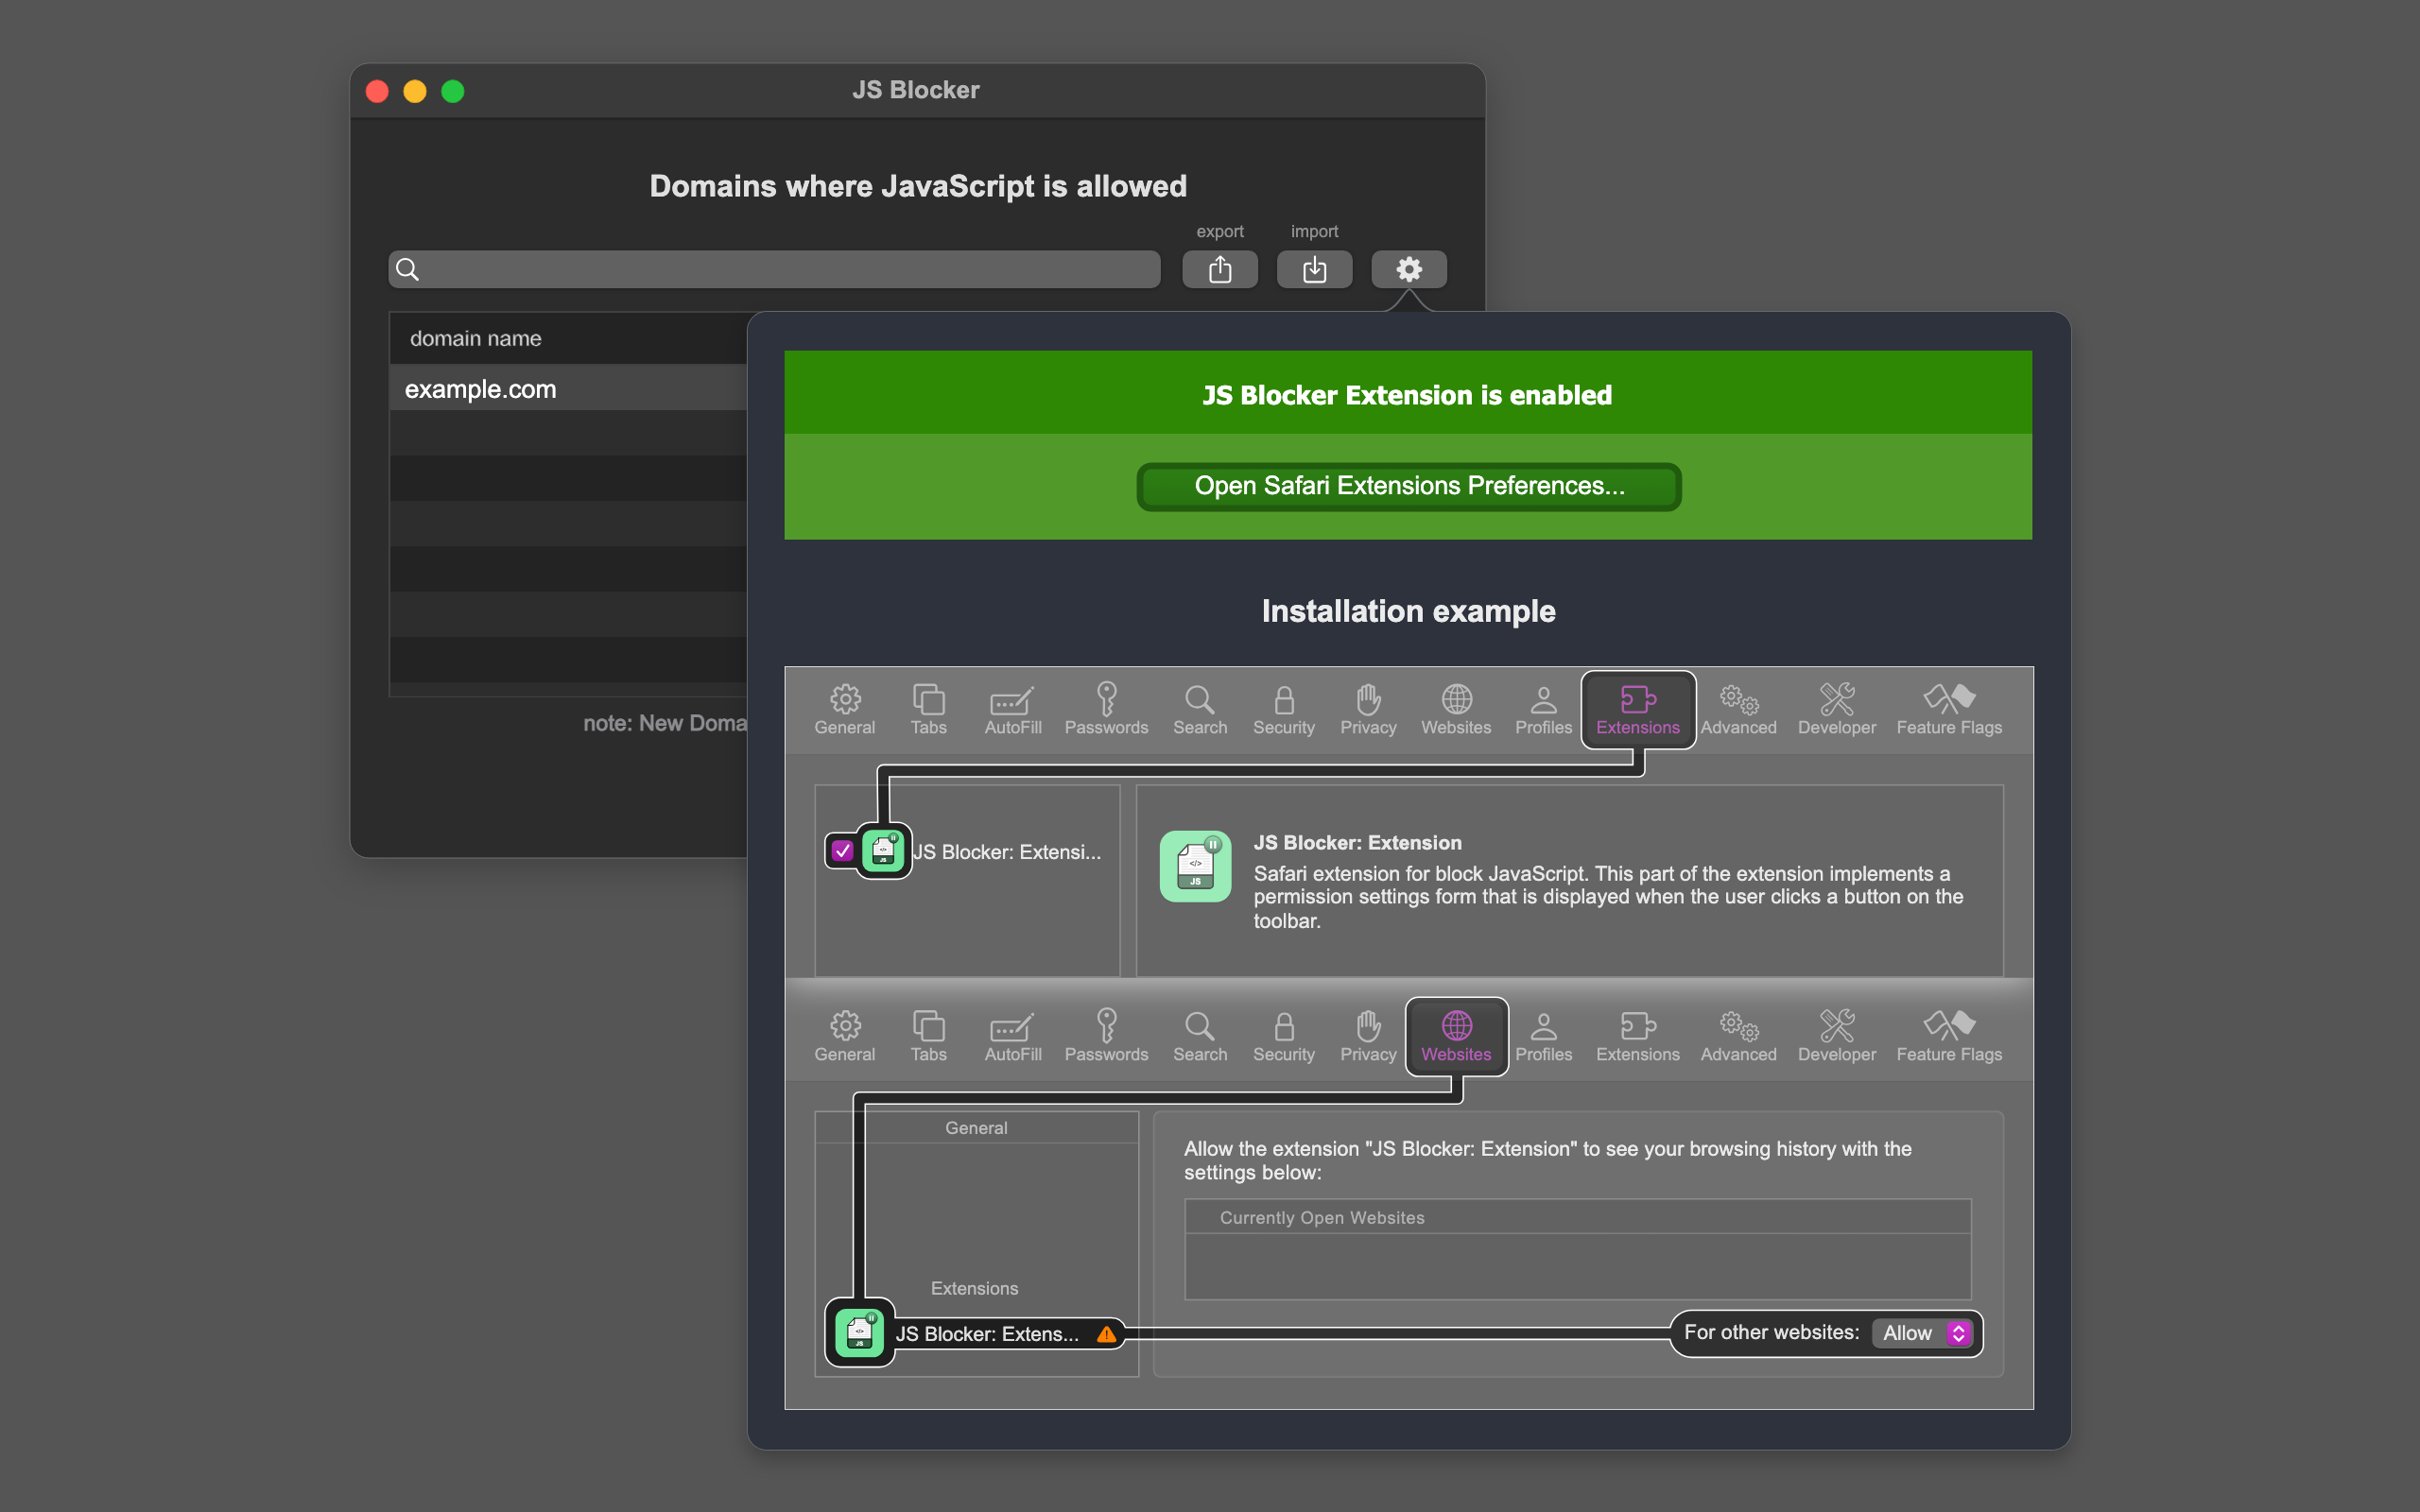 JS Blocker
Domains where JavaScript is allowed
export
import
domain name
example.com
note: New Doma
JS Blocker Extension is enabled
Open Safari Extensions Preferences...
Installation example
General Tabs AutoFill Passwords Search Security Privacy Websites Profiles Extensions Advanced Developer Feature Flags
JS Blocker: Extensi...
</>
JS
</>
JS
JS Blocker: Extension
Safari extension for block JavaScript. This part of the extension implements a
permission settings form that is displayed when the user clicks a button on the
toolbar.
General Tabs AutoFill Passwords Search Security Privacy Websites Profiles Extensions Advanced Developer Feature Flags
General
Extensions
</>
JS
JS Blocker: Extens...
Allow the extension "JS Blocker: Extension" to see your browsing history with the
settings below:
Currently Open Websites
For other websites: Allow